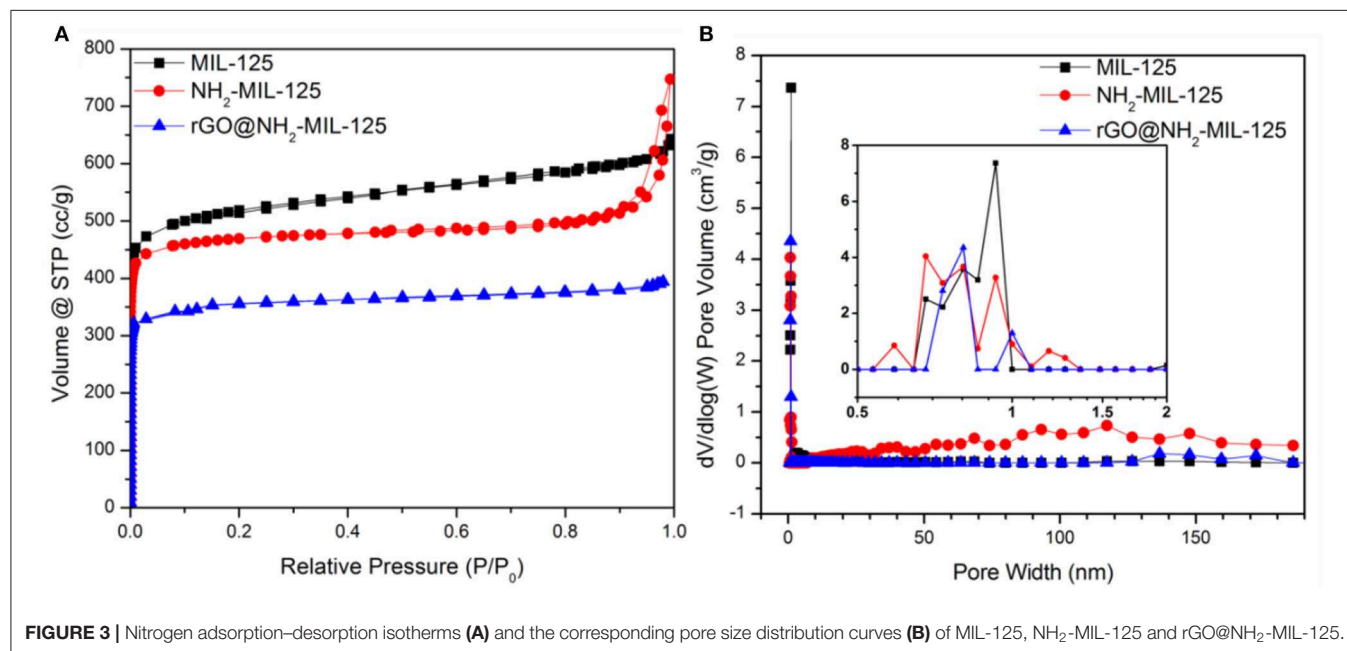 A
800
700
600
500
400
300
200
100
0
Volume @ STP (cc/g)
MIL-125
NH₂-MIL-125
rGO@NH₂-MIL-125
0.0 0.2 0.4 0.6 0.8 1.0
Relative Pressure (P/P₀)
B
8
7
6
5
4
3
2
1
0
-1
dV/dlog(W) Pore Volume (cm³/g)
MIL-125
NH₂-MIL-125
rGO@NH₂-MIL-125
8
6
4
2
0
0.5 1 1.5 2
0 50 100 150
Pore Width (nm)
FIGURE 3 | Nitrogen adsorption–desorption isotherms (A) and the corresponding pore size distribution curves (B) of MIL-125, NH₂-MIL-125 and rGO@NH₂-MIL-125.